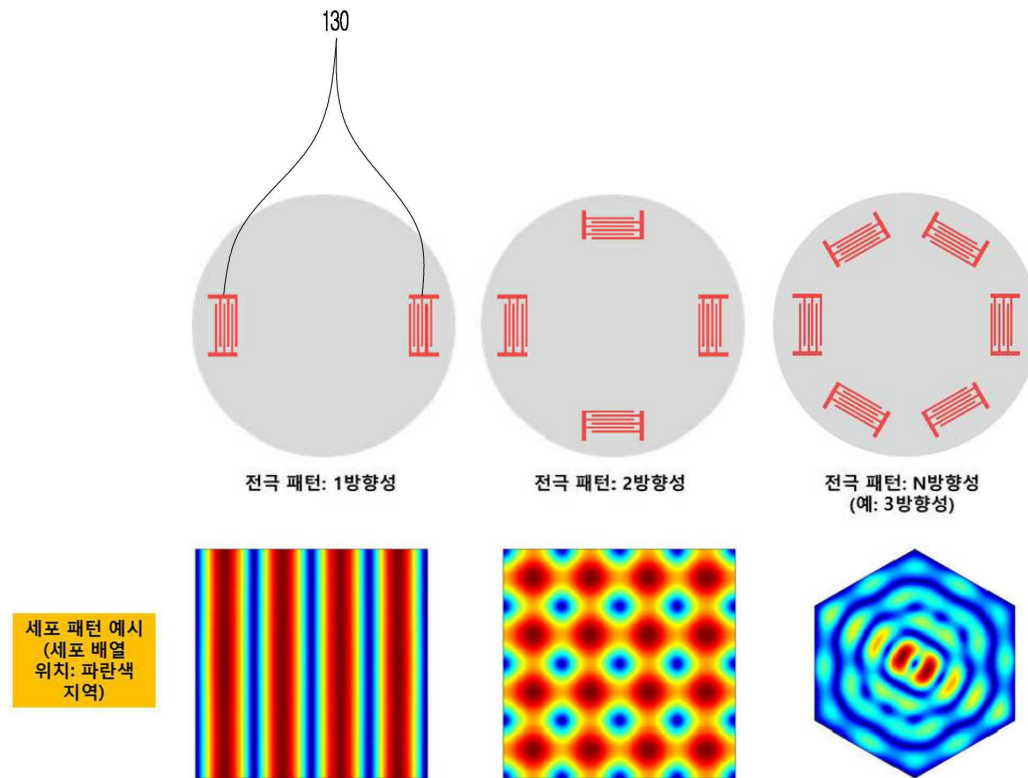 130
전극 패턴: 1방향성
전극 패턴: 2방향성
전극 패턴: N방향성
(예: 3방향성)
세포 패턴 예시
(세포 배열
위치: 파란색
지역)